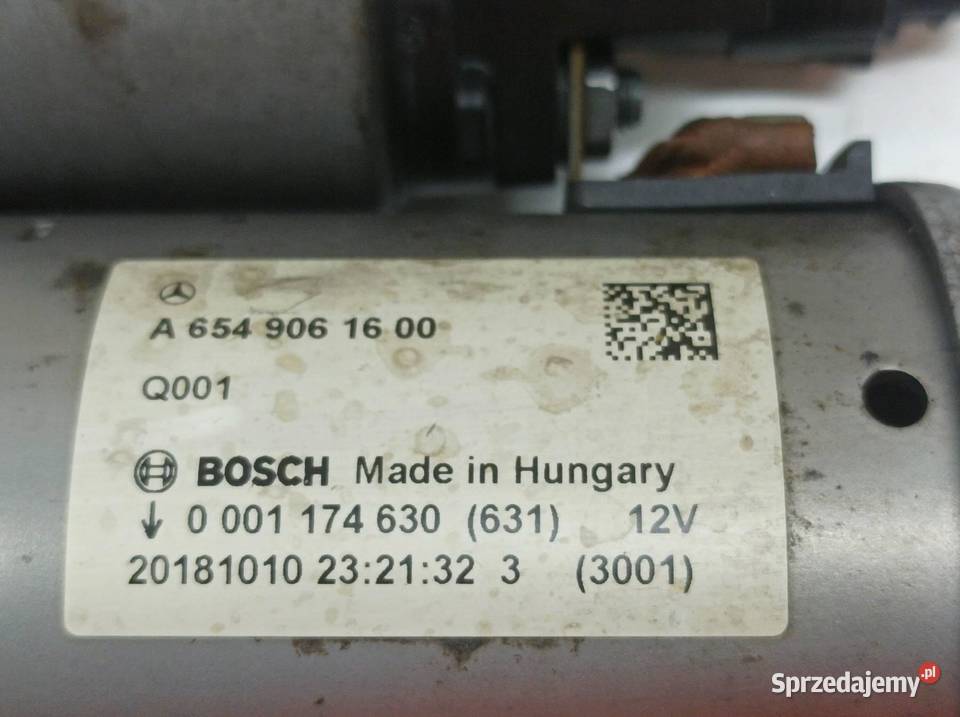 A 654 906 16 00
Q001
BOSCH Made in Hungary
↓ 0 001 174 630 (631) 12V
20181010 23:21:32 3 (3001)
Sprzedajemy.pl